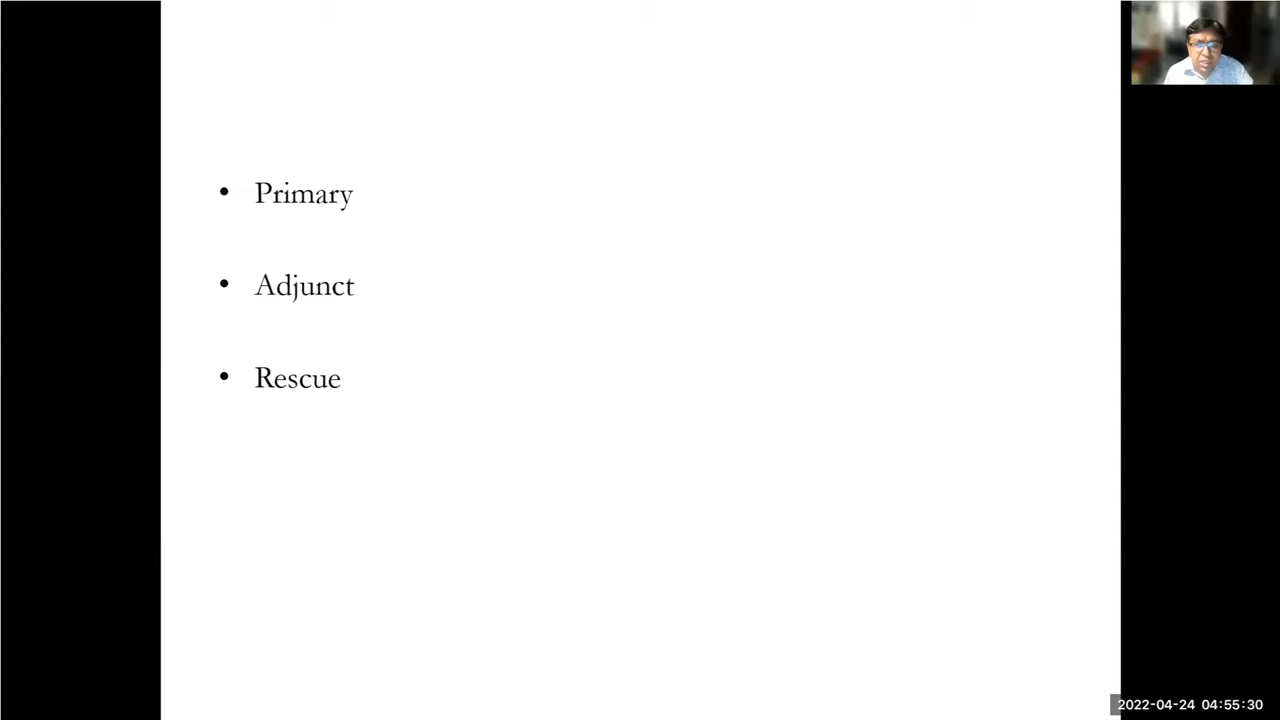 • Primary
• Adjunct
• Rescue
2022-04-24 04:55:30